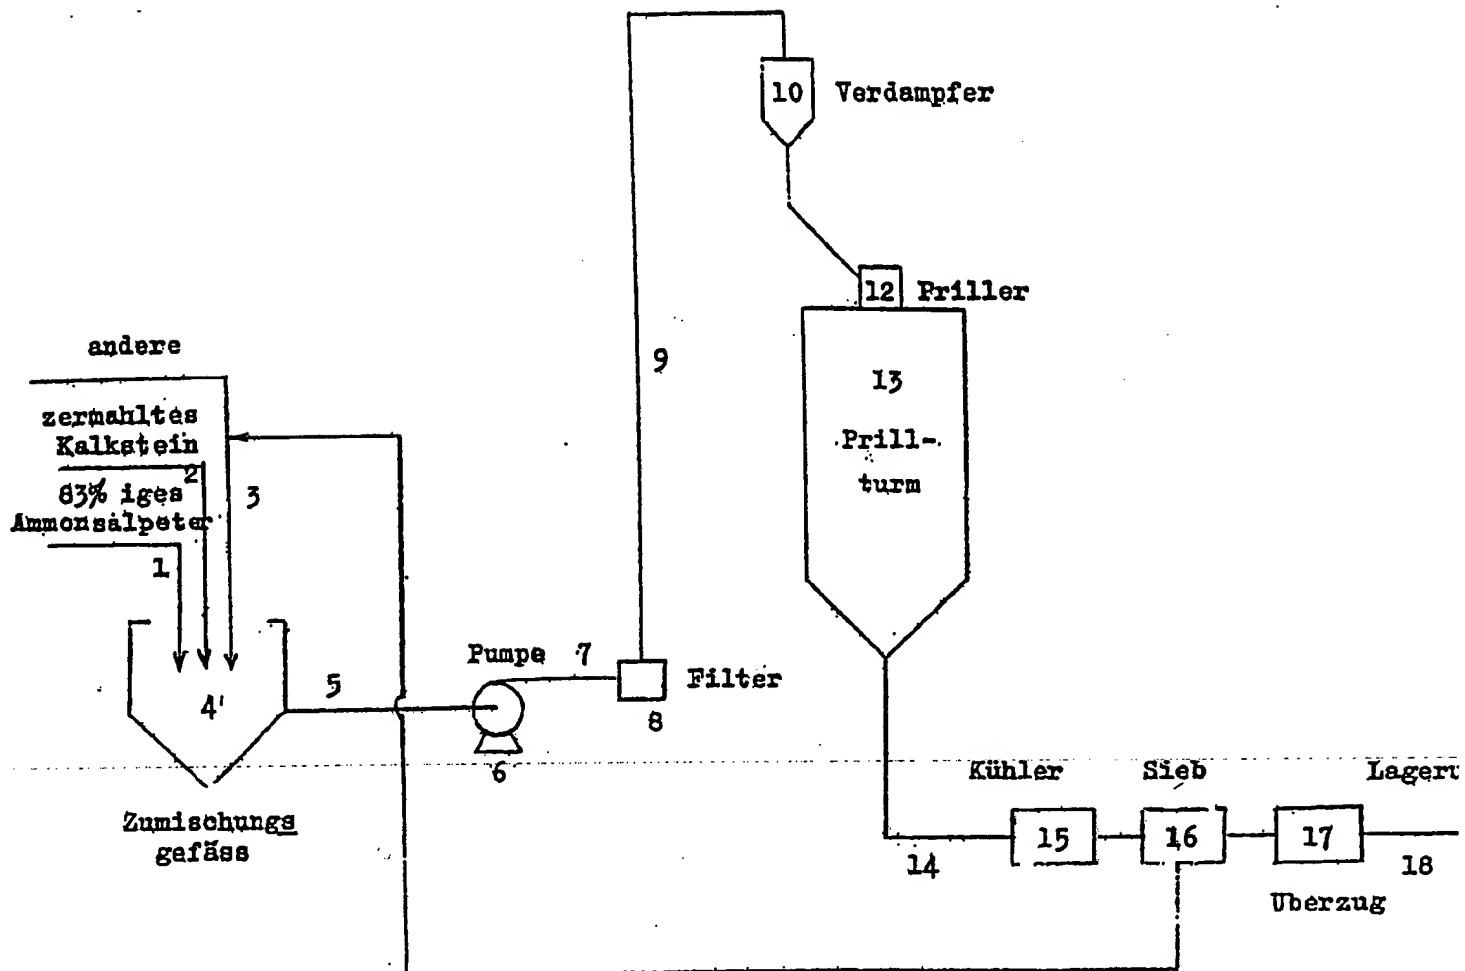 10 Verdampfer
12 Priller
andere
9
13
zermahltes
Kalkstein
Prill-
2
turm
83% iges
3
Ammonsalpeter
1
Pumpe 7
Filter
5
4'
8
6
Kühler Sieb
Zumischungs
gefäss
15 16 17
14 18
Uberzug